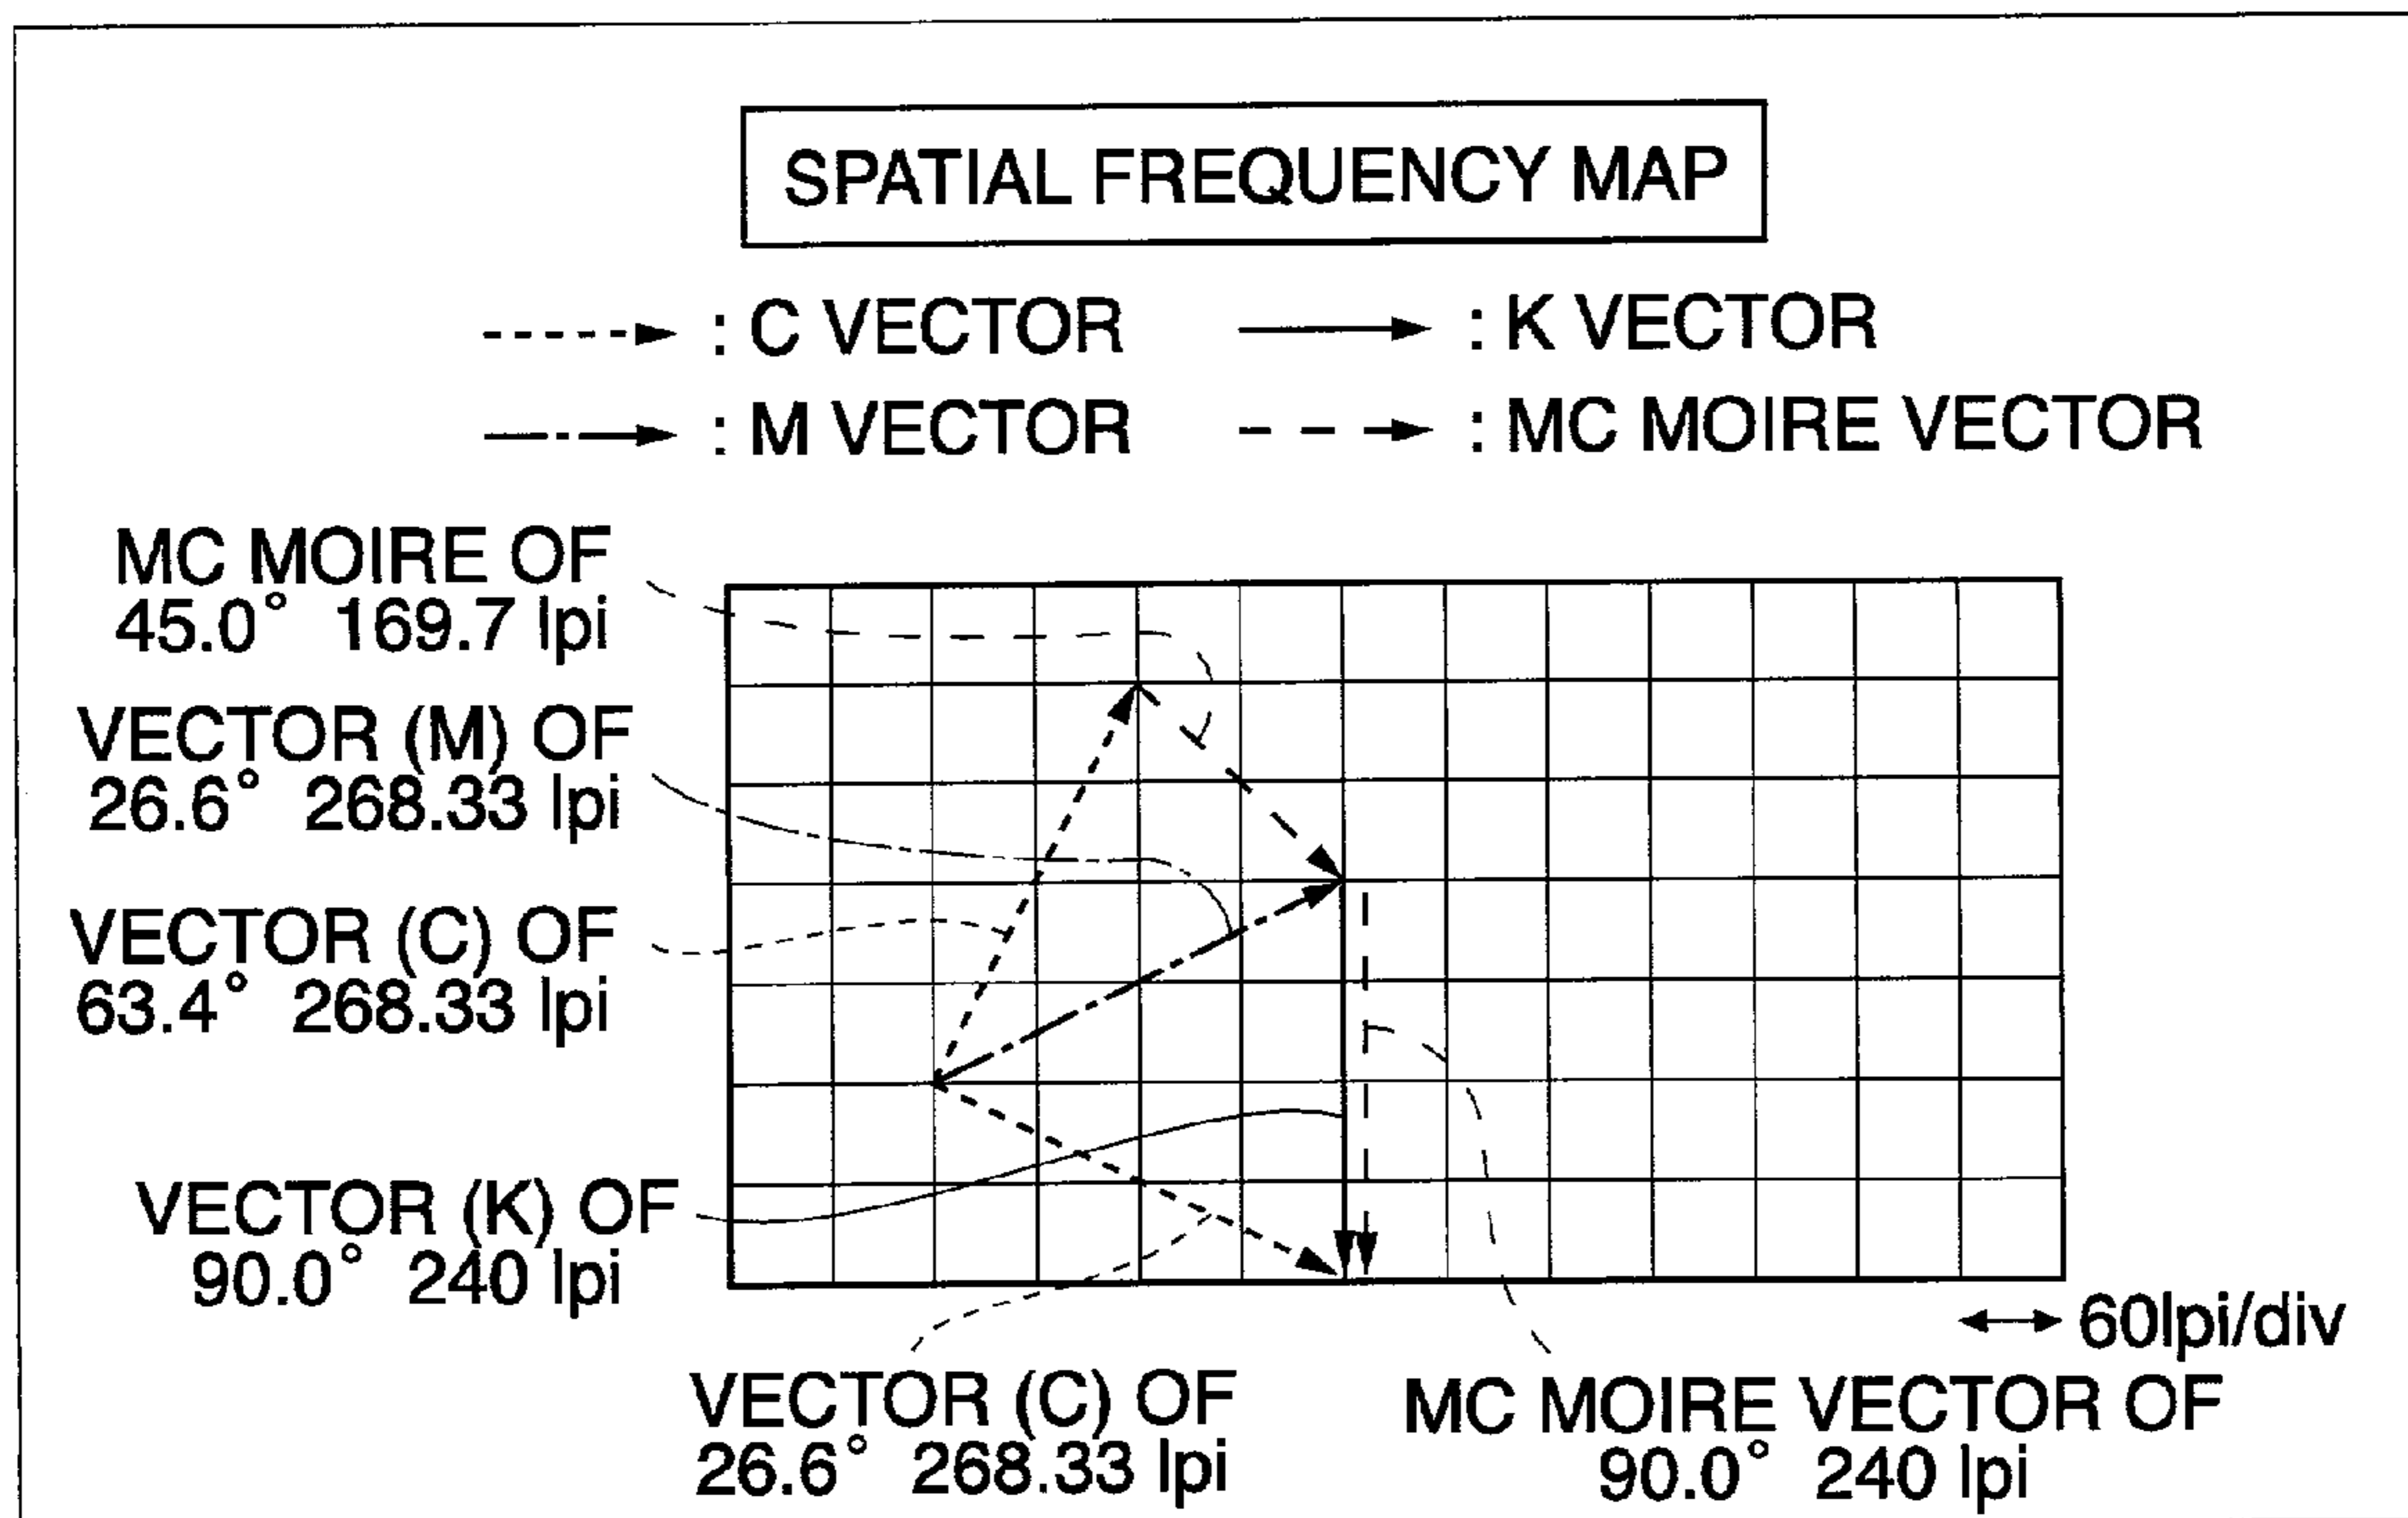 SPATIAL FREQUENCY MAP
: C VECTOR
: K VECTOR
: M VECTOR
: MC MOIRE VECTOR
MC MOIRE OF
45.0° 169.7 lpi
VECTOR (M) OF
26.6° 268.33 lpi
VECTOR (C) OF
63.4° 268.33 lpi
VECTOR (K) OF
90.0° 240 lpi
60lpi/div
VECTOR (C) OF
26.6° 268.33 lpi
MC MOIRE VECTOR OF
90.0° 240 lpi